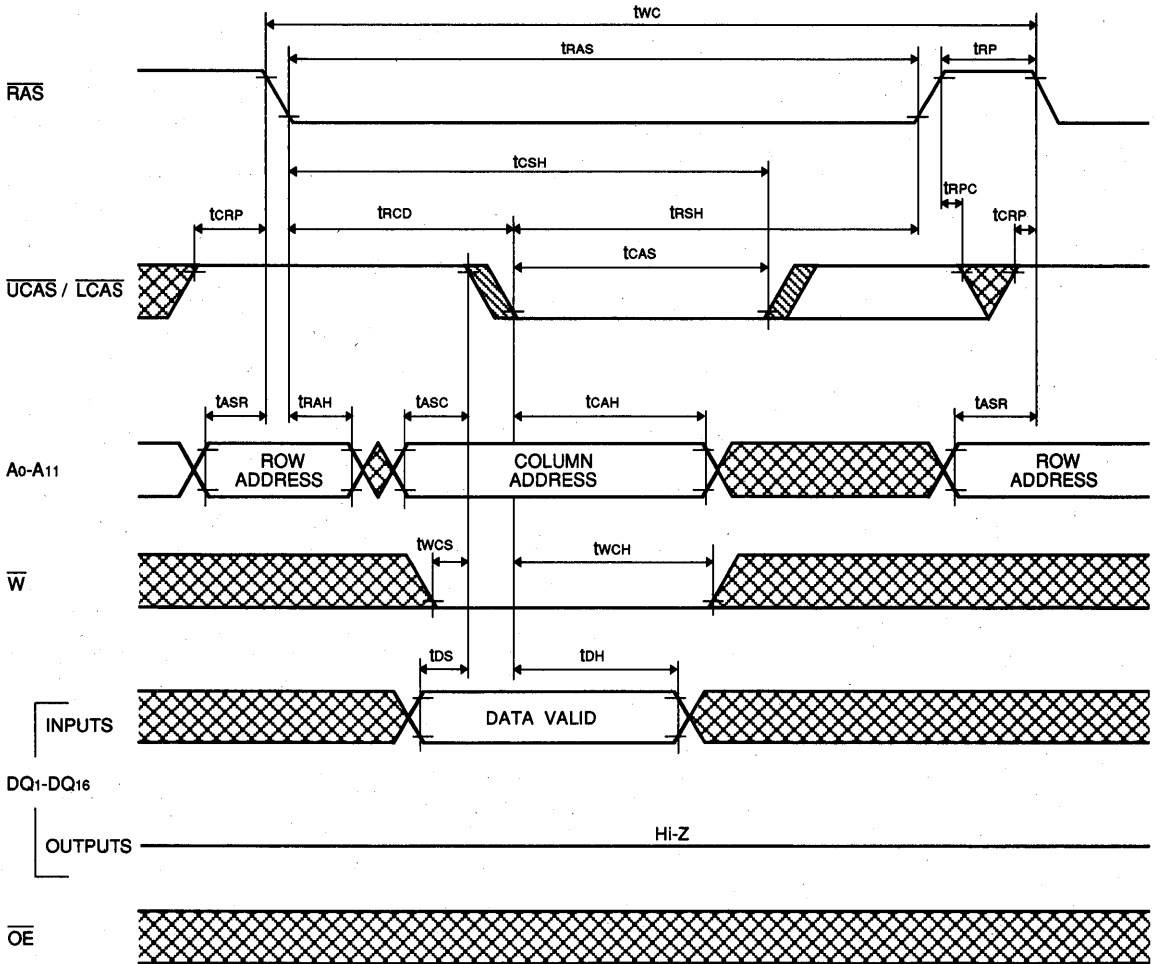 tWC
tRAS
tRP
RAS
tCSH
tRPC
tCRP
tRCD
tRSH
tCRP
tCAS
UCAS / LCAS
tASR
tRAH
tASC
tCAH
tASR
A0-A11
ROW
ADDRESS
COLUMN
ADDRESS
ROW
ADDRESS
tWCS
tWCH
W
tDS
tDH
INPUTS
DATA VALID
DQ1-DQ16
Hi-Z
OUTPUTS
OE